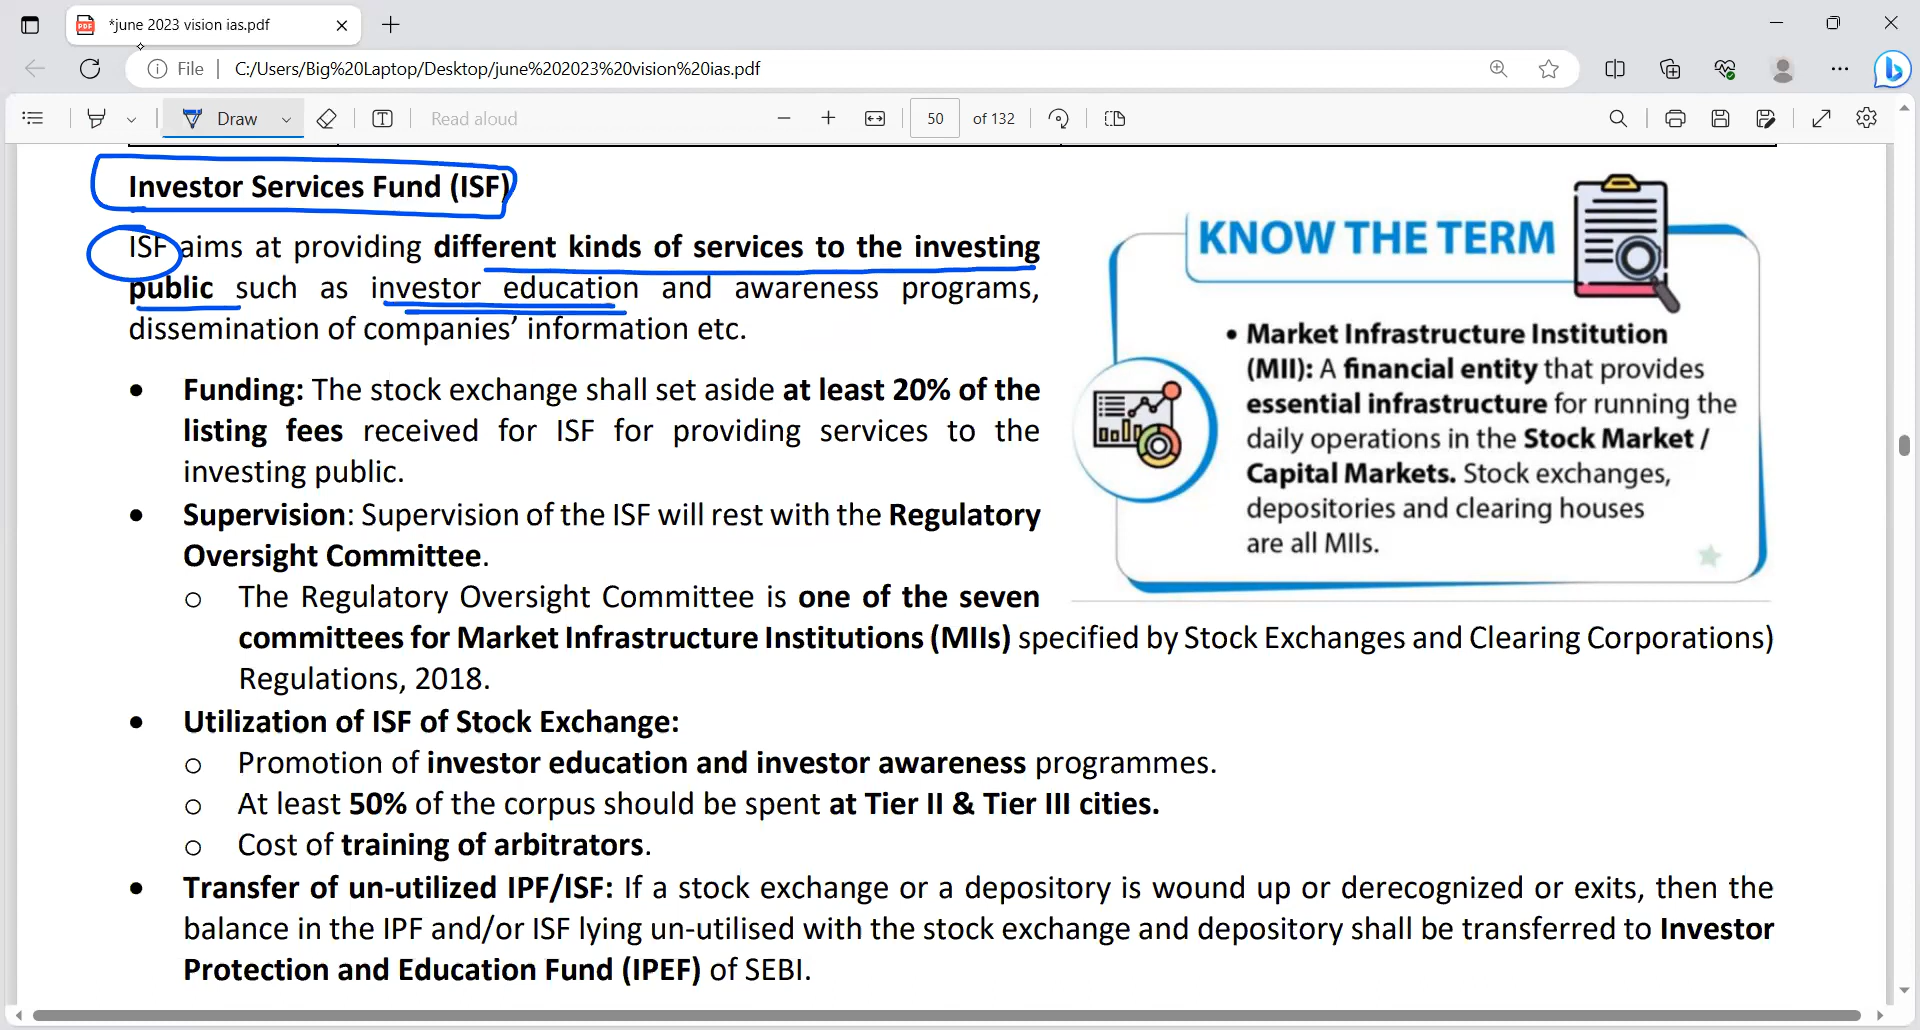 *june 2023 vision ias.pdf
File
C:/Users/Big%20Laptop/Desktop/june%202023%20vision%20ias.pdf
Draw
Read aloud
50 of 132
Investor Services Fund (ISF)
ISF aims at providing different kinds of services to the investing
public such as investor education and awareness programs,
dissemination of companies’ information etc.
• Funding: The stock exchange shall set aside at least 20% of the
listing fees received for ISF for providing services to the
investing public.
• Supervision: Supervision of the ISF will rest with the Regulatory
Oversight Committee.
o The Regulatory Oversight Committee is one of the seven
committees for Market Infrastructure Institutions (MIIs) specified by Stock Exchanges and Clearing Corporations)
Regulations, 2018.
• Utilization of ISF of Stock Exchange:
o Promotion of investor education and investor awareness programmes.
o At least 50% of the corpus should be spent at Tier II & Tier III cities.
o Cost of training of arbitrators.
• Transfer of un-utilized IPF/ISF: If a stock exchange or a depository is wound up or derecognized or exits, then the
balance in the IPF and/or ISF lying un-utilised with the stock exchange and depository shall be transferred to Investor
Protection and Education Fund (IPEF) of SEBI.
KNOW THE TERM
• Market Infrastructure Institution
(MII): A financial entity that provides
essential infrastructure for running the
daily operations in the Stock Market /
Capital Markets. Stock exchanges,
depositories and clearing houses
are all MIIs.